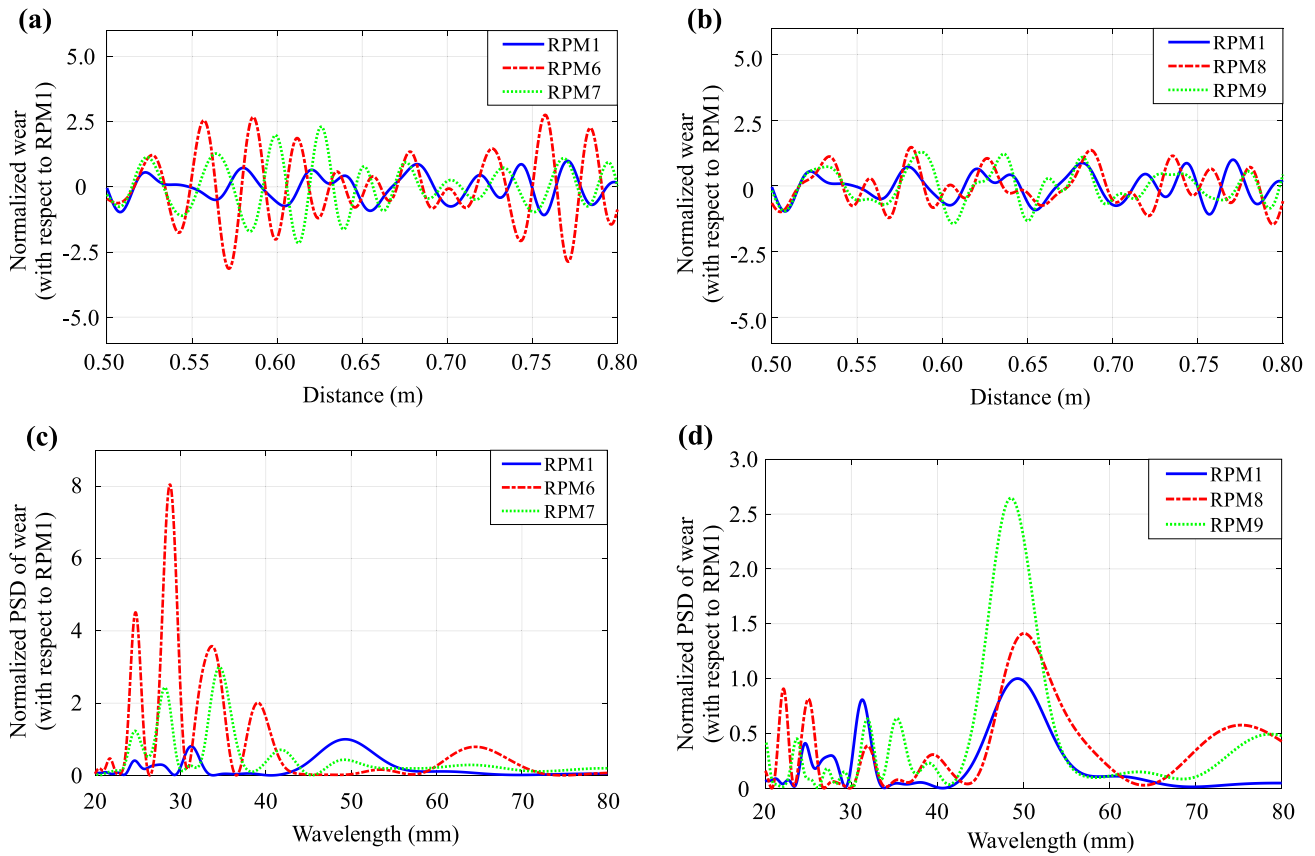 (a)
Normalized wear
(with respect to RPM1)
5.0
2.5
0
-2.5
-5.0
RPM1
RPM6
RPM7
0.50 0.55 0.60 0.65 0.70 0.75 0.80
Distance (m)
(b)
Normalized wear
(with respect to RPM1)
5.0
2.5
0
-2.5
-5.0
RPM1
RPM8
RPM9
0.50 0.55 0.60 0.65 0.70 0.75 0.80
Distance (m)
(c)
Normalized PSD of wear
(with respect to RPM1)
8
6
4
2
0
RPM1
RPM6
RPM7
20 30 40 50 60 70 80
Wavelength (mm)
(d)
Normalized PSD of wear
(with respect to RPM1)
3.0
2.5
2.0
1.5
1.0
0.5
0
RPM1
RPM8
RPM9
20 30 40 50 60 70 80
Wavelength (mm)